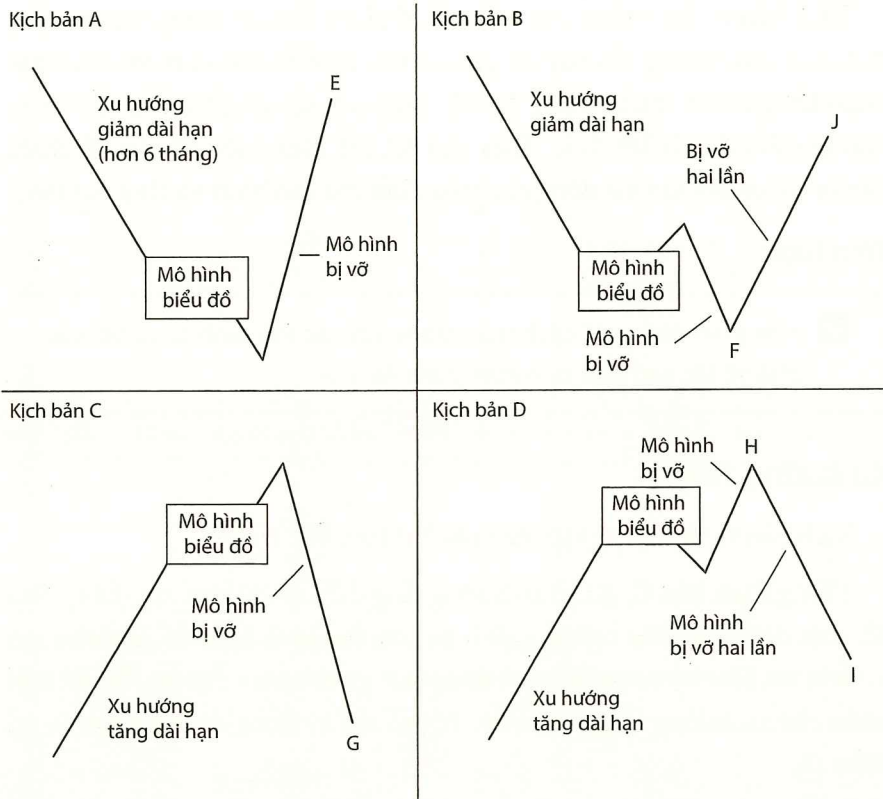 Kịch bản A
E
Xu hướng
giảm dài hạn
(hơn 6 tháng)
Mô hình
bị vỡ
Mô hình
biểu đồ
Kịch bản B
Xu hướng
giảm dài hạn
J
Bị vỡ
hai lần
Mô hình
biểu đồ
Mô hình
bị vỡ
F
Kịch bản C
Mô hình
biểu đồ
Mô hình
bị vỡ
Xu hướng
tăng dài hạn
G
Kịch bản D
Mô hình
bị vỡ
H
Mô hình
biểu đồ
Mô hình
bị vỡ hai lần
I
Xu hướng
tăng dài hạn